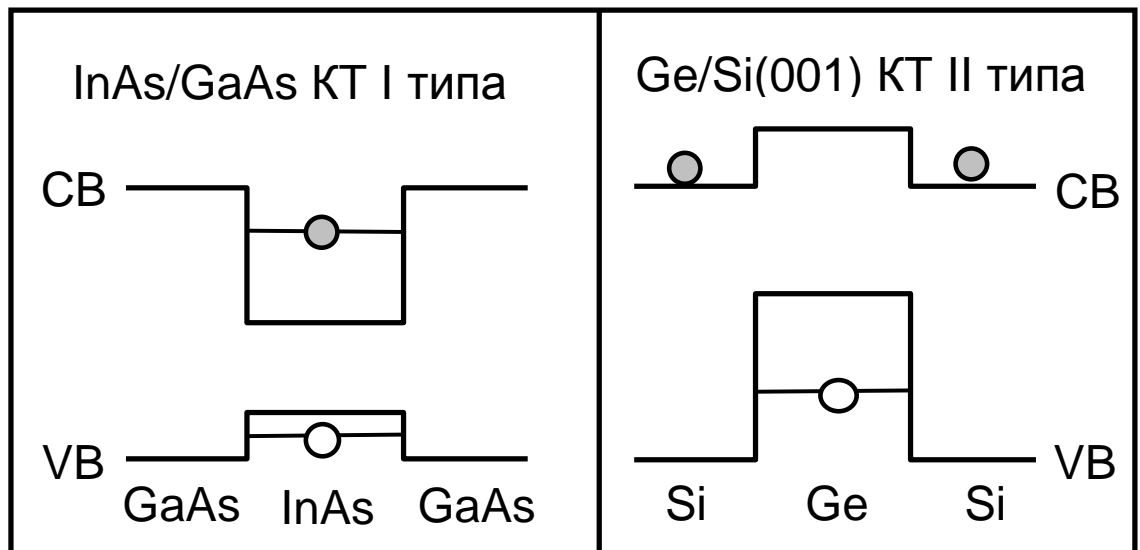 InAs/GaAs КТ I типа
CB
VB
GaAs InAs GaAs
Ge/Si(001) КТ II типа
CB
VB
Si Ge Si